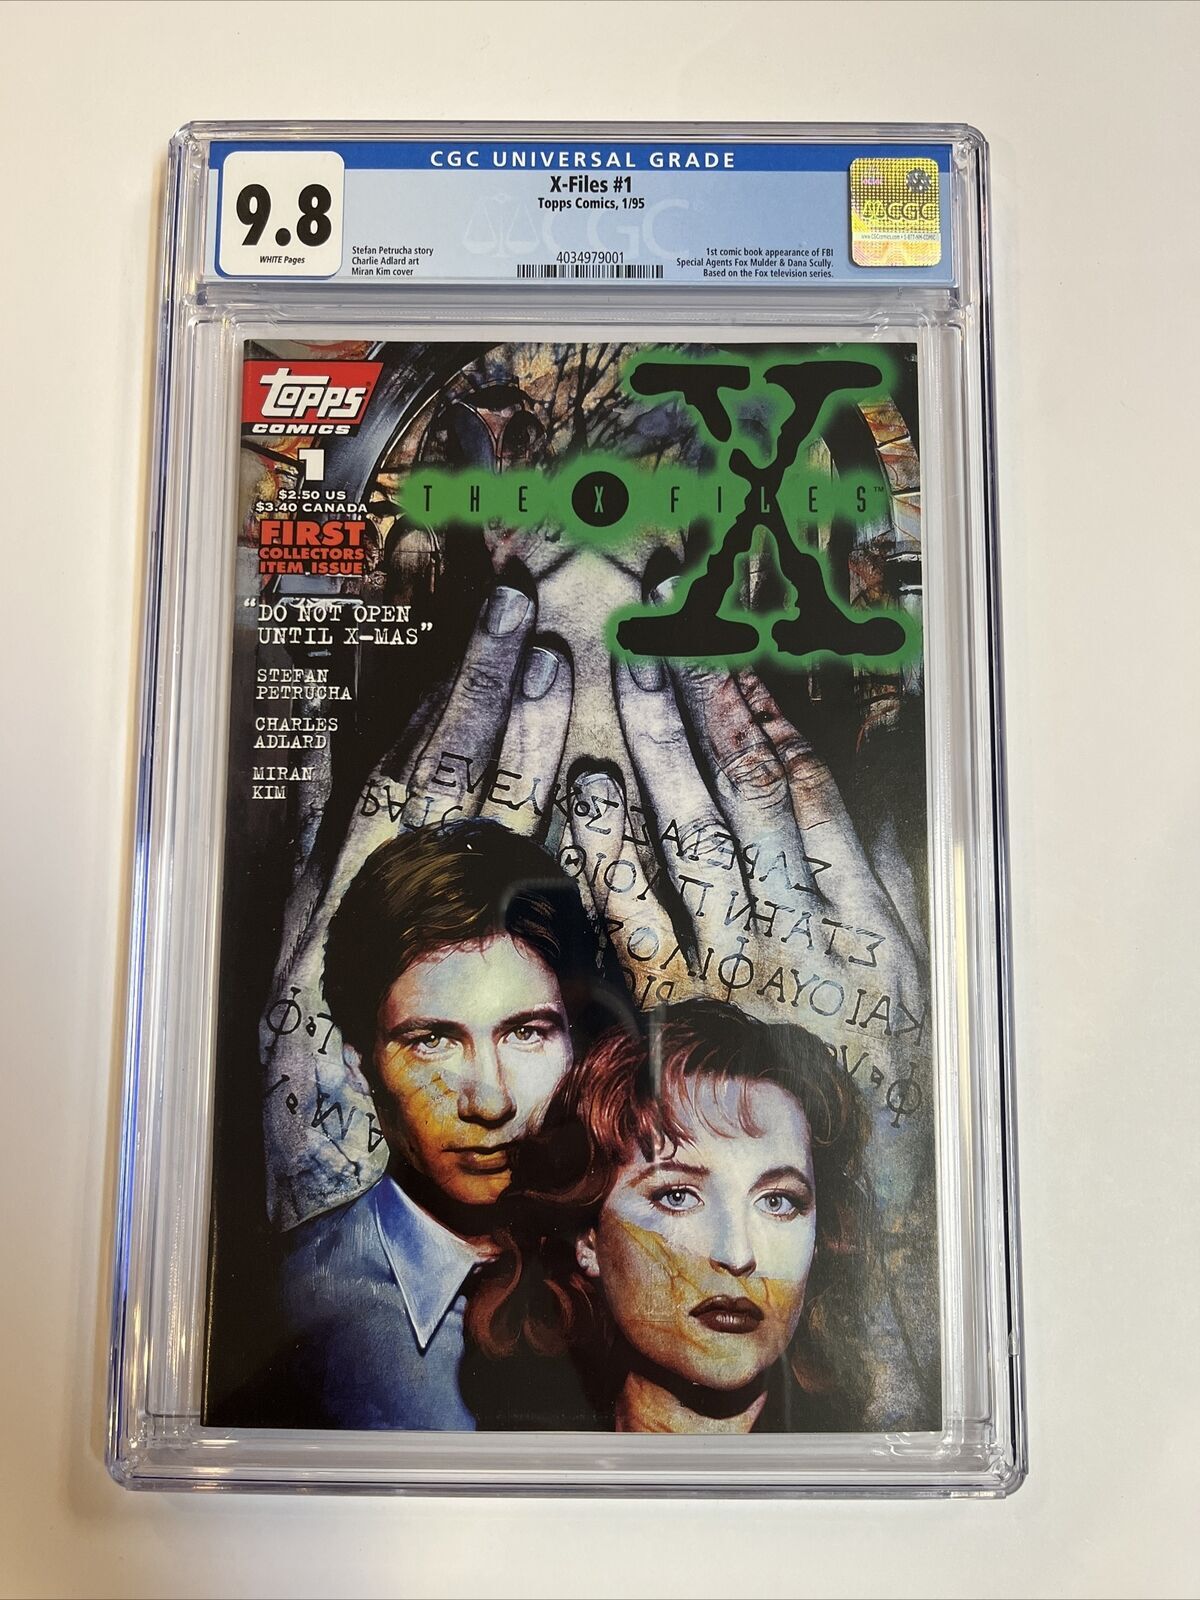 CGC UNIVERSAL GRADE
9.8
WHITE Pages
X-Files #1
Topps Comics, 1/95
Stefan Petrucha story
Charlie Adlard art
Miran Kim cover
4034979001
1st comic book appearance of FBI
Special Agents Fox Mulder & Dana Scully.
Based on the Fox television series.
CGC
CGC
Topps
COMICS
1
$2.50 US
$3.40 CANADA
FIRST
COLLECTORS
ITEM ISSUE
THE X FILES™
X
"DO NOT OPEN
UNTIL X-MAS"
STEFAN
PETRUCHA
CHARLES
ADLARD
MIRAN
KIM